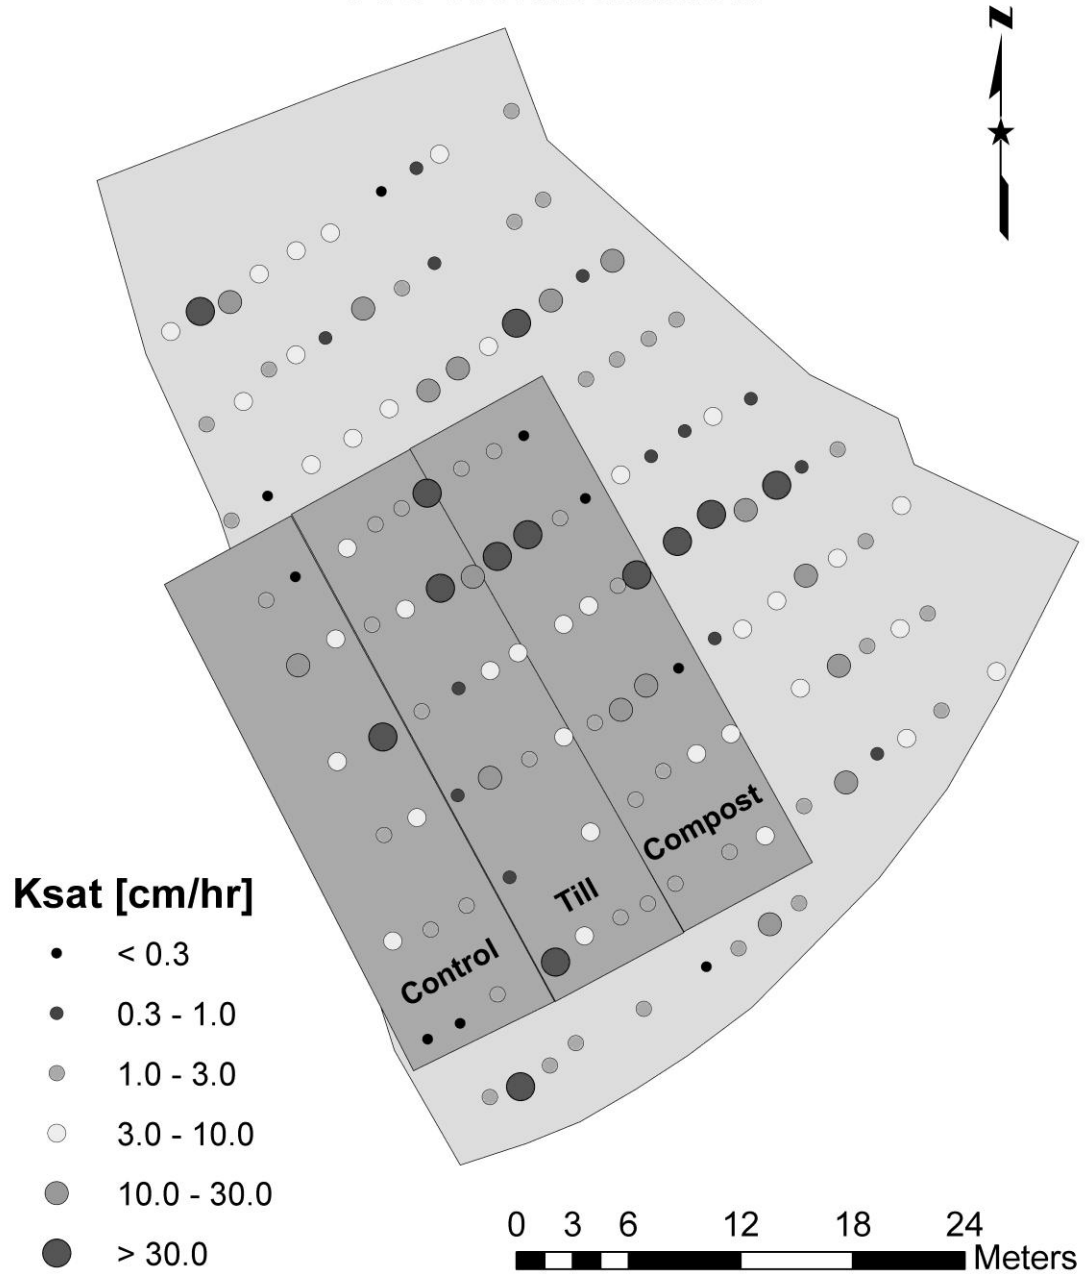 N
Compost
Till
Control
Ksat [cm/hr]
< 0.3
0.3 - 1.0
1.0 - 3.0
3.0 - 10.0
10.0 - 30.0
> 30.0
0 3 6 12 18 24
Meters